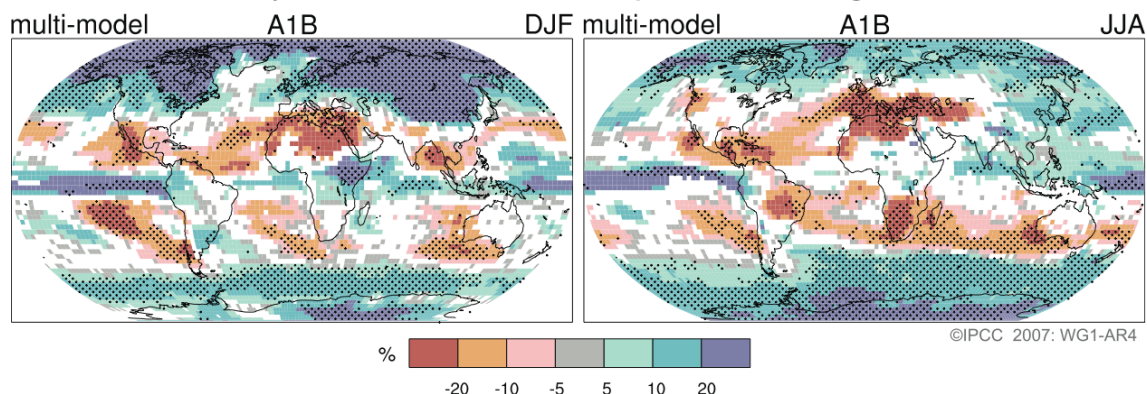 multi-model A1B DJF
multi-model A1B JJA
©IPCC 2007: WG1-AR4
%
-20 -10 -5 5 10 20